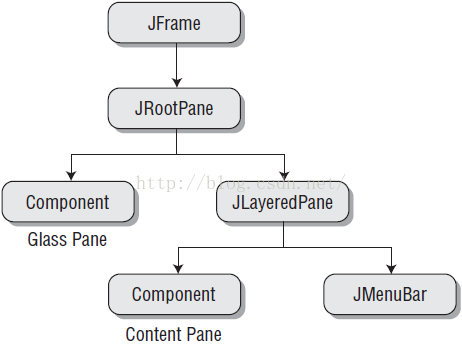 JFrame
JRootPane
http://blog.csdn.net/
Component
JLayeredPane
Glass Pane
Component
JMenuBar
Content Pane